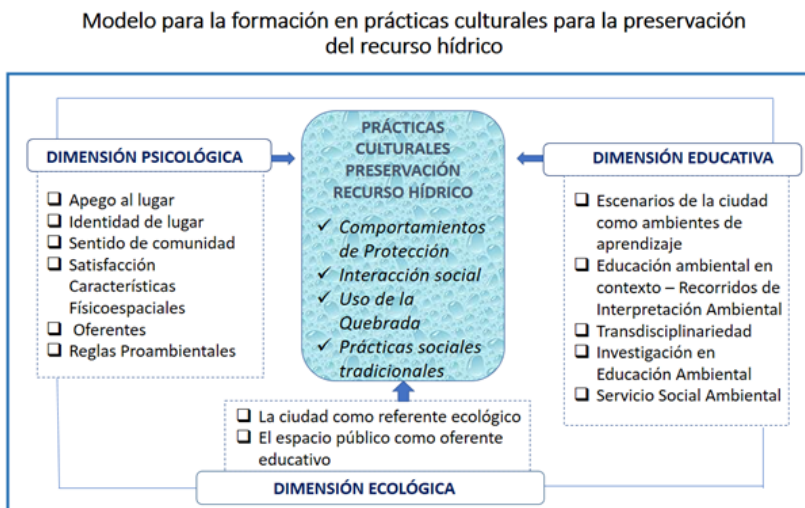 Modelo para la formación en prácticas culturales para la preservación
del recurso hídrico
DIMENSIÓN PSICOLÓGICA
Apego al lugar
Identidad de lugar
Sentido de comunidad
Satisfacción
Características
Físicoespaciales
Oferentes
Reglas Proambientales
PRÁCTICAS
CULTURALES
PRESERVACIÓN
RECURSO HÍDRICO
Comportamientos
de Protección
Interacción social
Uso de la
Quebrada
Prácticas sociales
tradicionales
DIMENSIÓN EDUCATIVA
Escenarios de la ciudad
como ambientes de
aprendizaje
Educación ambiental en
contexto – Recorridos de
Interpretación Ambiental
Transdisciplinariedad
Investigación en
Educación Ambiental
Servicio Social Ambiental
La ciudad como referente ecológico
El espacio público como oferente
educativo
DIMENSIÓN ECOLÓGICA